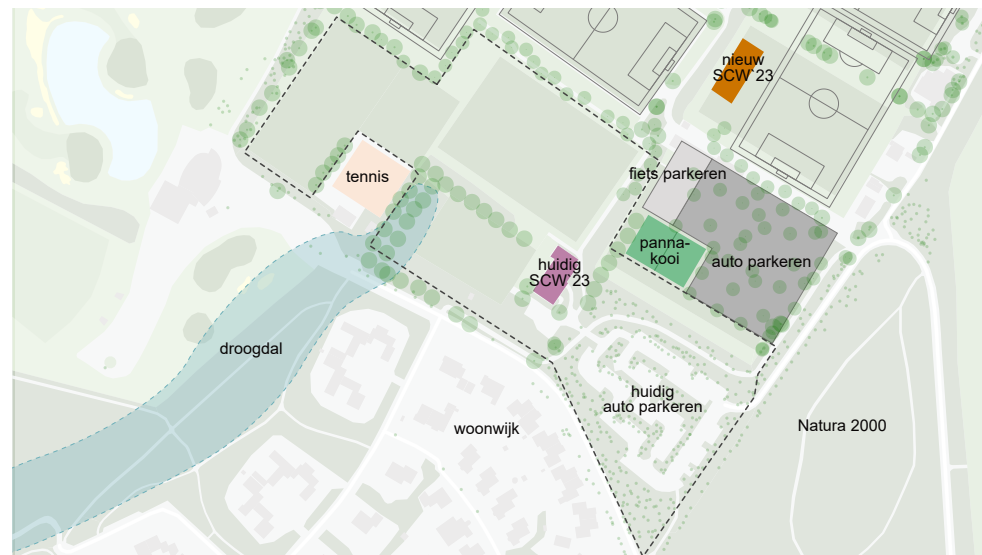 nieuw
SCW`23
fiets parkeren
tennis
panna-
kooi
auto parkeren
huidig
SCW`23
droogdal
huidig
auto parkeren
woonwijk
Natura 2000